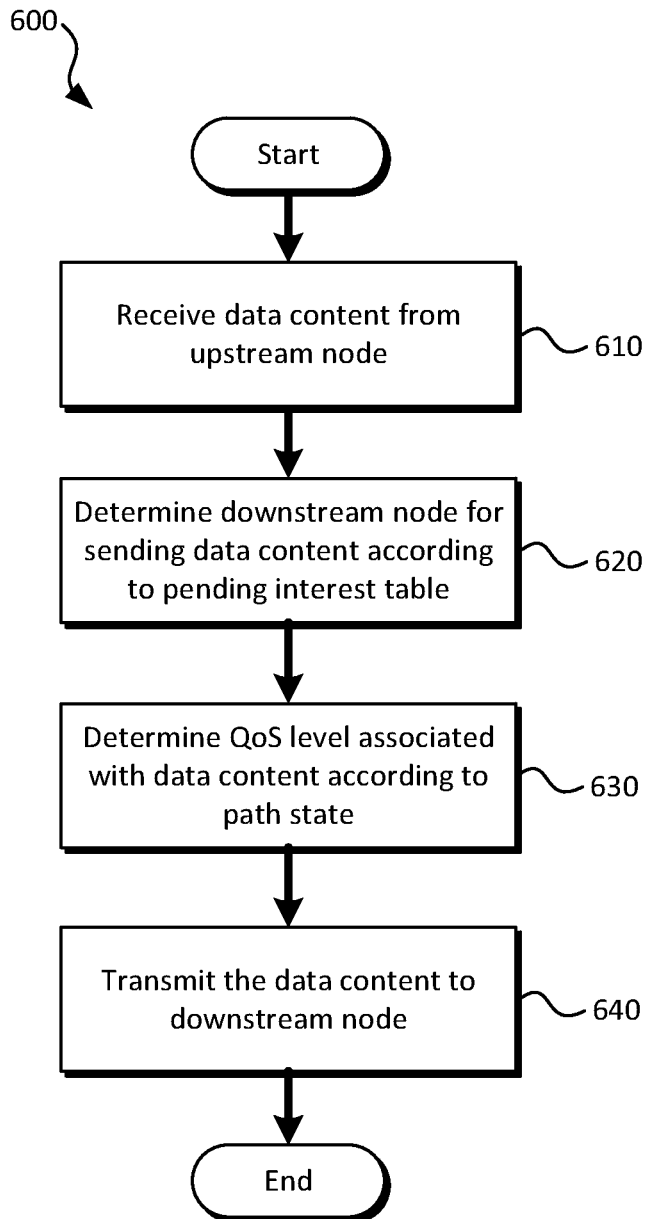 600
Start
Receive data content from
upstream node
610
Determine downstream node for
sending data content according
to pending interest table
620
Determine QoS level associated
with data content according to
path state
630
Transmit the data content to
downstream node
640
End